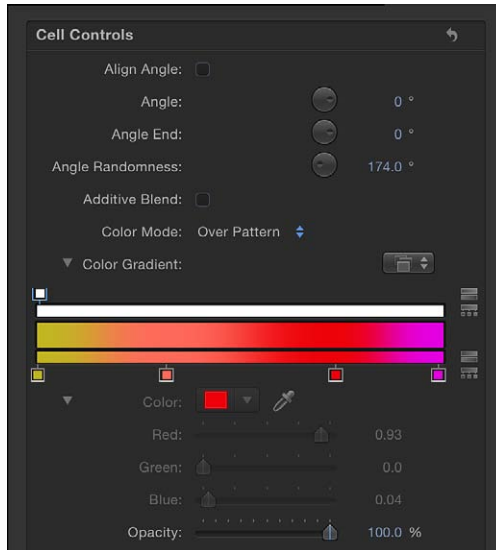 Cell Controls
Align Angle:
Angle: 0 °
Angle End: 0 °
Angle Randomness: 174.0 °
Additive Blend:
Color Mode: Over Pattern
Color Gradient:
Color:
Red: 0.93
Green: 0.0
Blue: 0.04
Opacity: 100.0 %